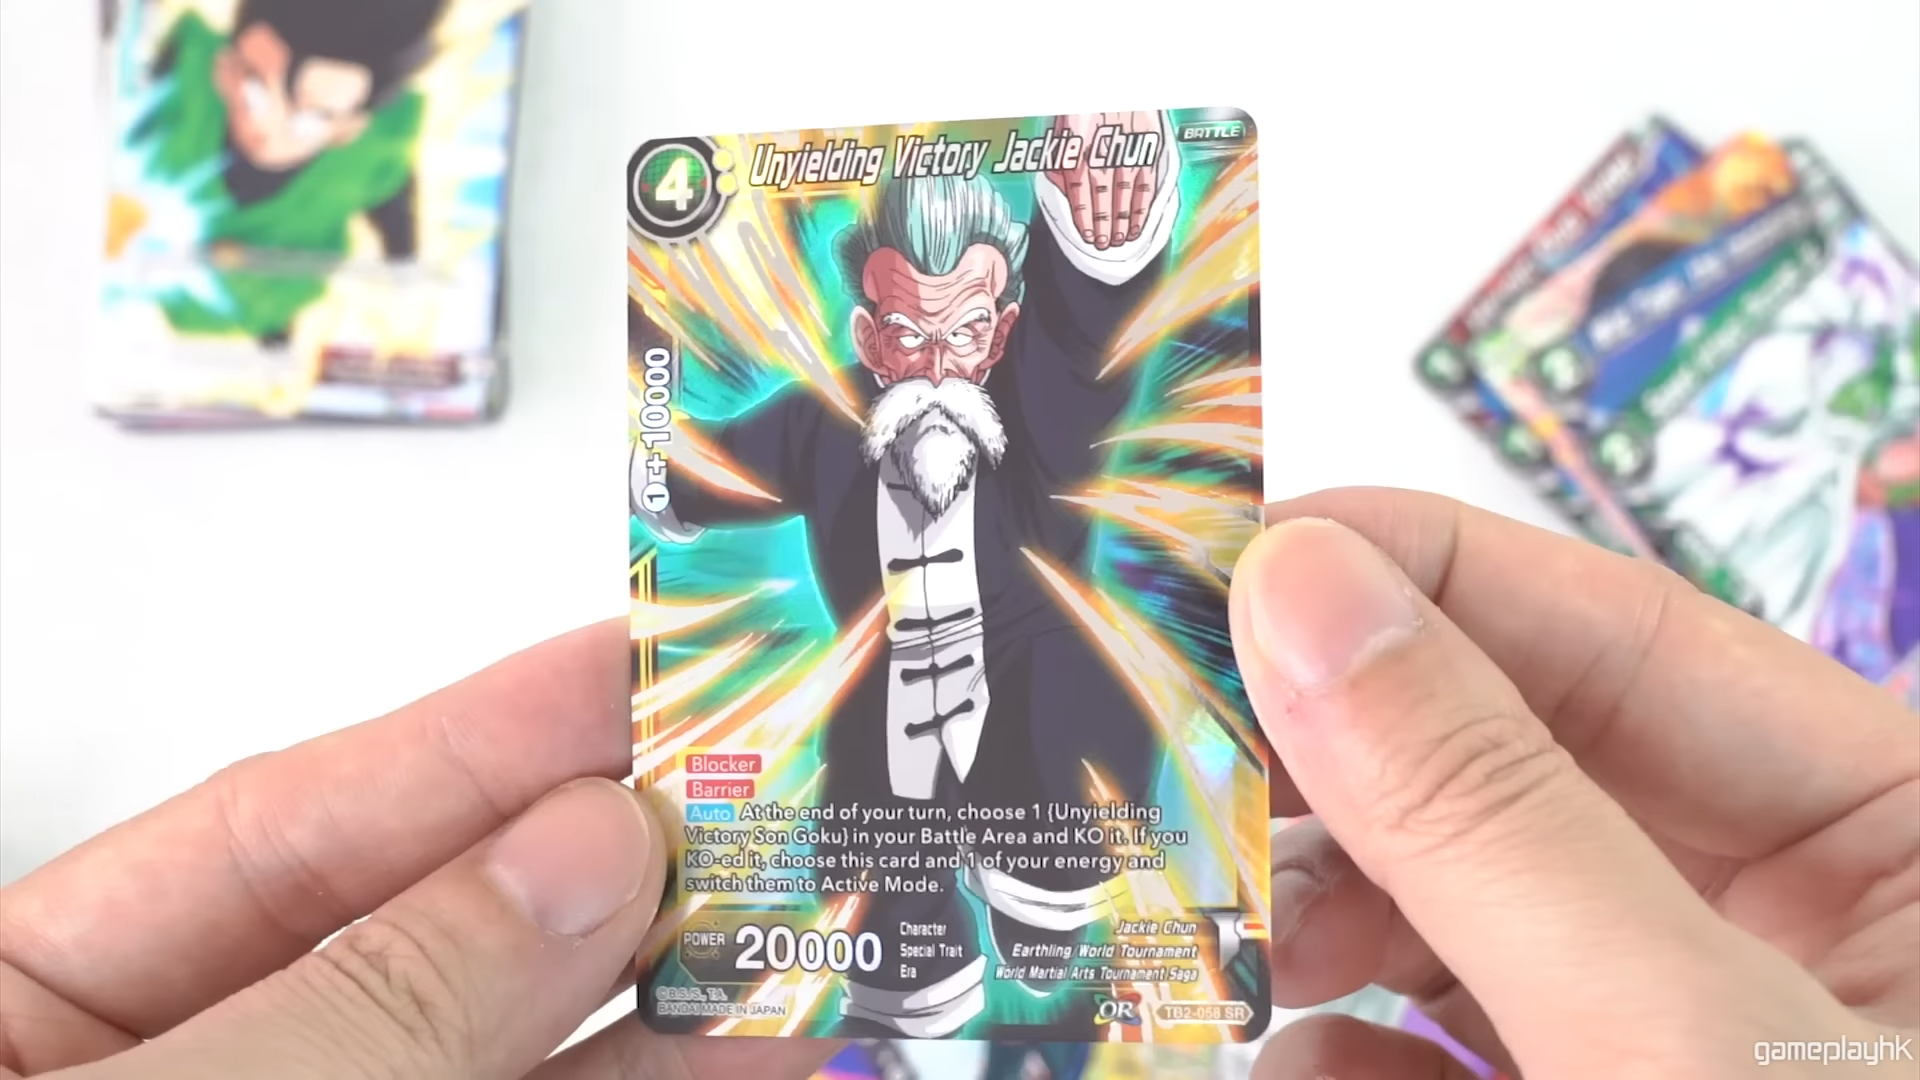 BATTLE
4
Unyielding Victory Jackie Chun
1 +10000
Blocker
Barrier
Auto At the end of your turn, choose 1 {Unyielding
Victory Son Goku} in your Battle Area and KO it. If you
KO-ed it, choose this card and 1 of your energy and
switch them to Active Mode.
POWER 20000
Character Jackie Chun
Special Trait Earthling/World Tournament
Era World Martial Arts Tournament Saga
©B.S./S., T.A.
BANDAI MADE IN JAPAN
TB2-058 SR
gameplayhk